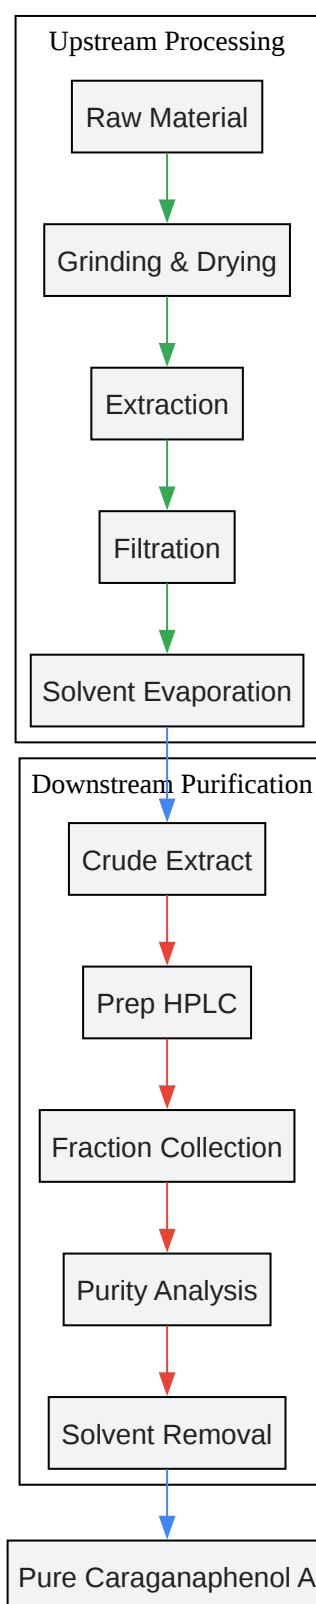 Upstream Processing
Raw Material
Grinding & Drying
Extraction
Filtration
Solvent Evaporation
Downstream Purification
Crude Extract
Prep HPLC
Fraction Collection
Purity Analysis
Solvent Removal
Pure Caraganaphenol A